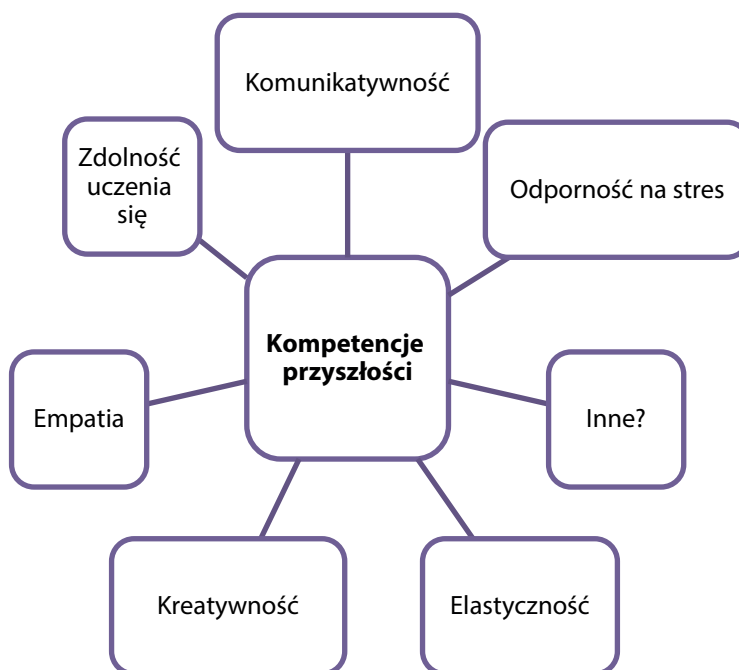 Komunikatywność
Zdolność
uczenia
się
Odporność na stres
Kompetencje
przyszłości
Empatia
Inne?
Kreatywność
Elastyczność